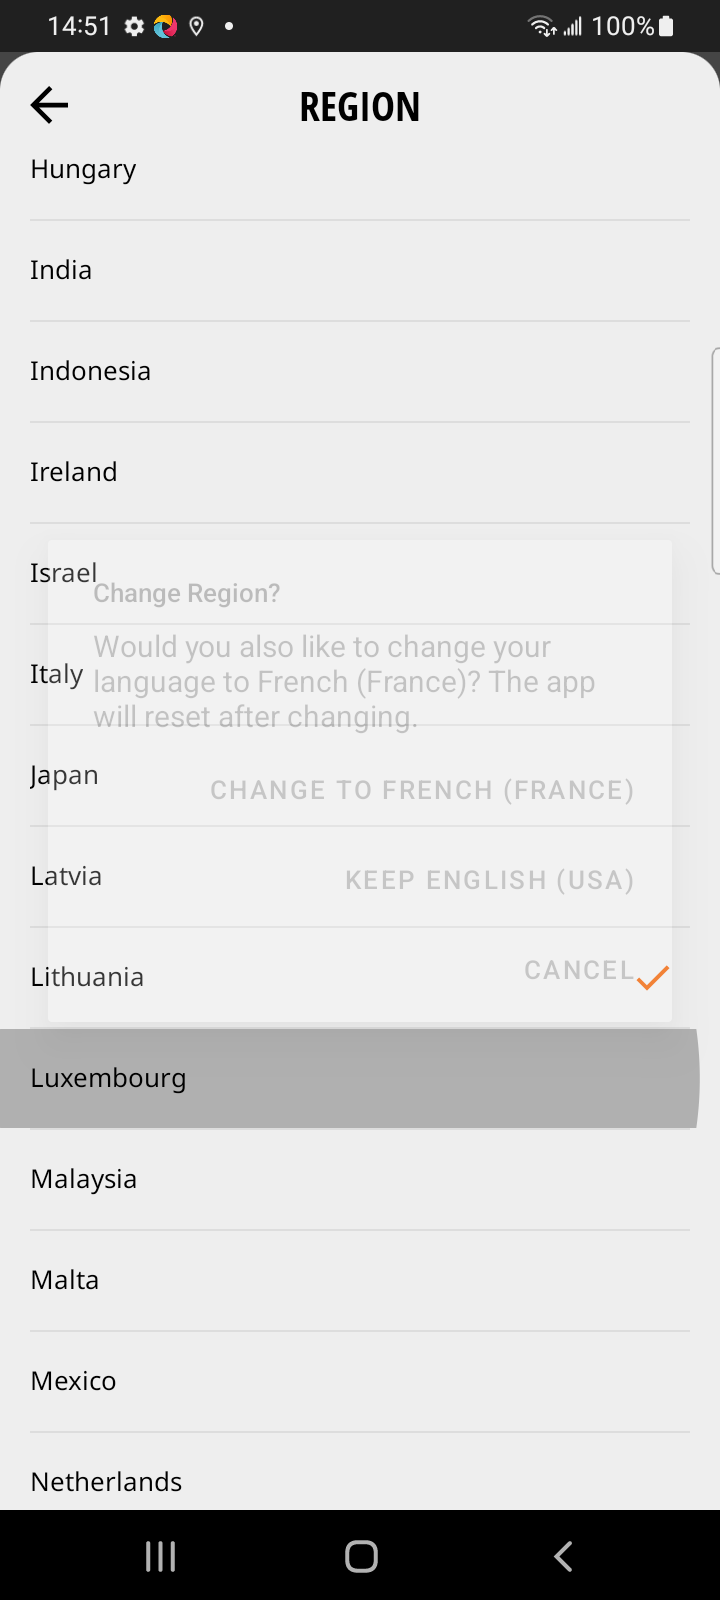 14:51
100%
REGION
Hungary
India
Indonesia
Ireland
Israel
Change Region?
Would you also like to change your
Italy
language to French (France)? The app
will reset after changing.
Japan
CHANGE TO FRENCH (FRANCE)
Latvia
KEEP ENGLISH (USA)
Lithuania
CANCEL
Luxembourg
Malaysia
Malta
Mexico
Netherlands